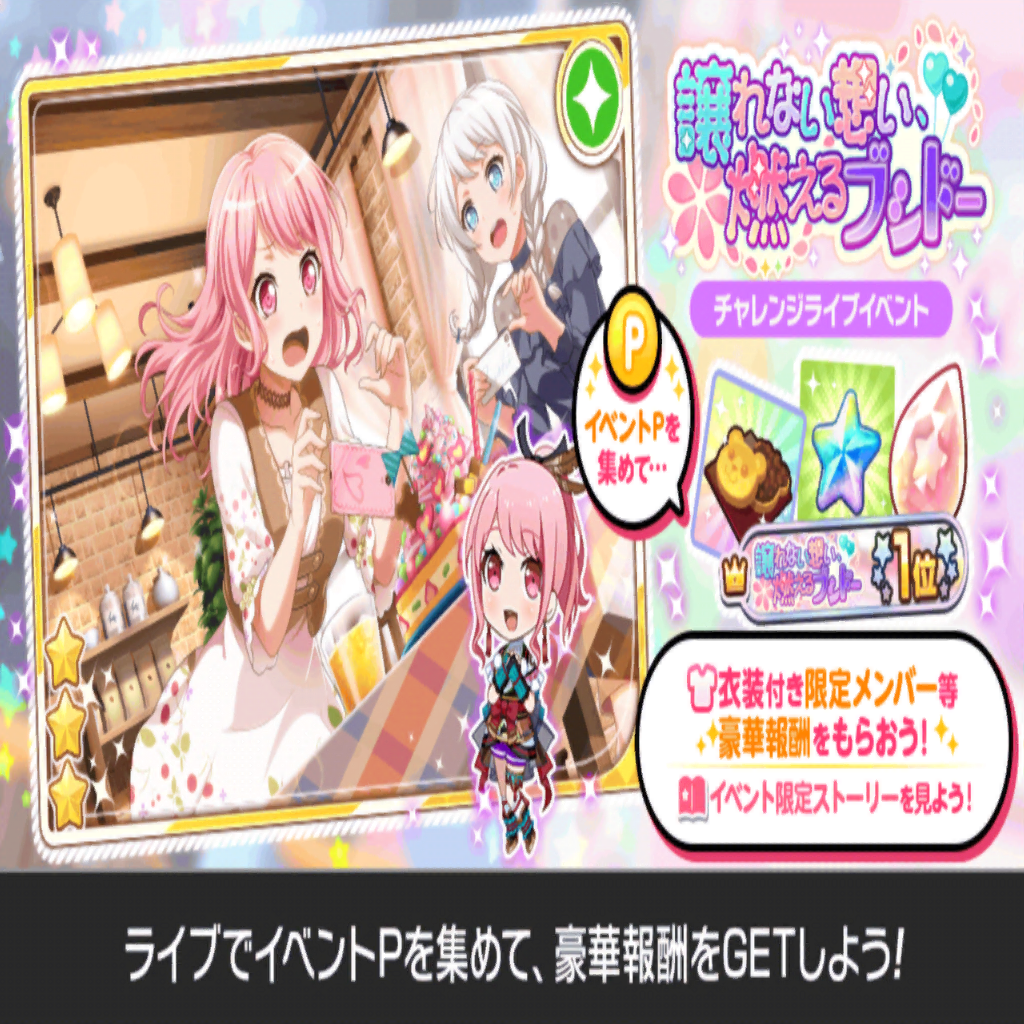 譲れない想い、
燃えるブシドー
チャレンジライブイベント
P
イベントPを
集めて…
譲れない想い、
燃えるブシドー
1位
衣装付き限定メンバー等
豪華報酬をもらおう!
イベント限定ストーリーを見よう!
ライブでイベントPを集めて、豪華報酬をGETしよう!